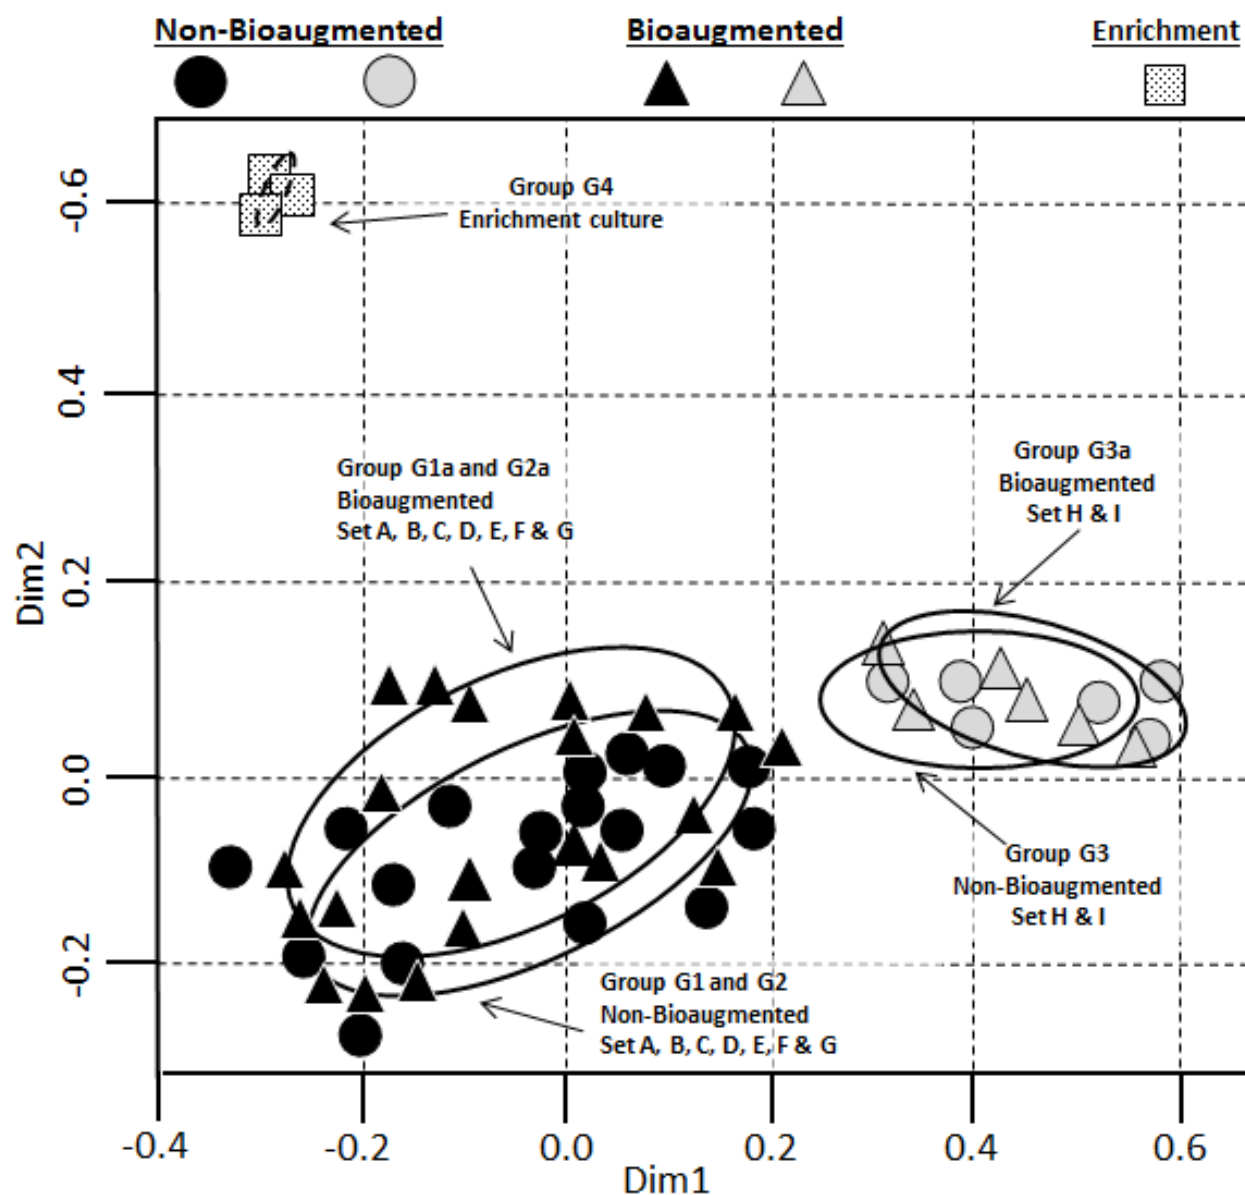 Non-Bioaugmented Bioaugmented Enrichment
Group G4
Enrichment culture
Group G1a and G2a
Bioaugmented
Set A, B, C, D, E, F & G
Group G3a
Bioaugmented
Set H & I
Group G3
Non-Bioaugmented
Set H & I
Group G1 and G2
Non-Bioaugmented
Set A, B, C, D, E, F & G
-0.6
0.4
0.2
0.0
-0.2
Dim2
-0.4 -0.2 0.0 0.2 0.4 0.6
Dim1